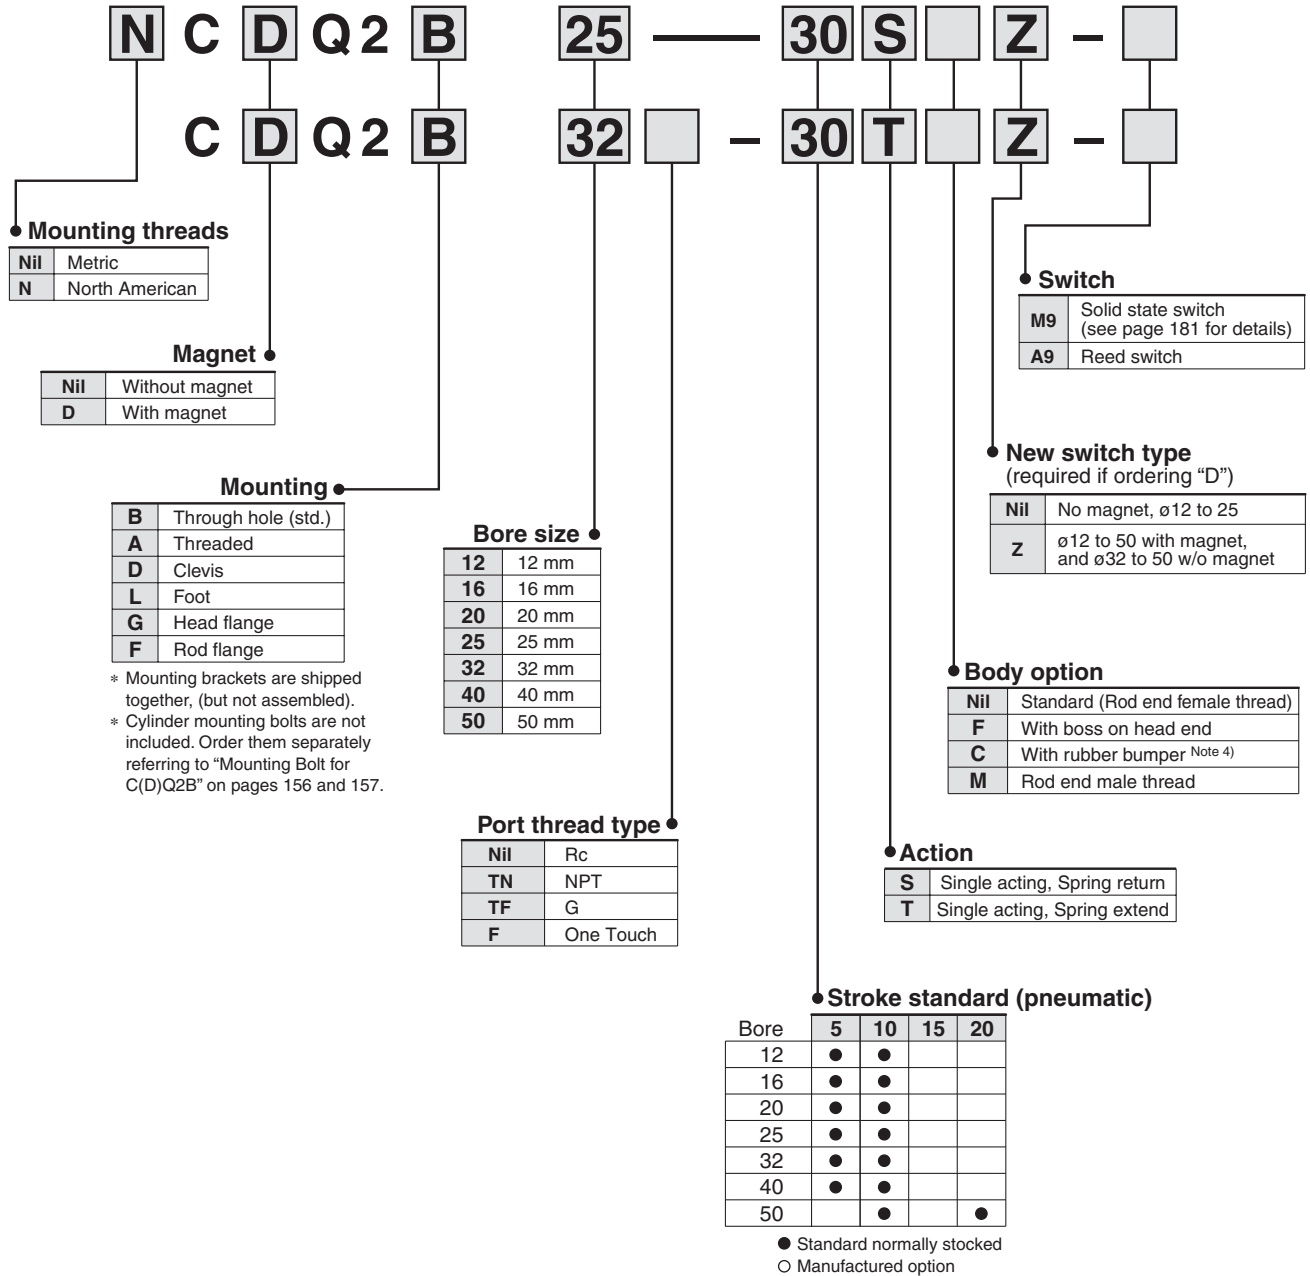 N C D Q 2 B 25 — 30 S Z –
C D Q 2 B 32 – 30 T Z –
Mounting threads
Nil Metric
N North American
Magnet
Nil Without magnet
D With magnet
Mounting
B Through hole (std.)
A Threaded
D Clevis
L Foot
G Head flange
F Rod flange
* Mounting brackets are shipped
together, (but not assembled).
* Cylinder mounting bolts are not
included. Order them separately
referring to “Mounting Bolt for
C(D)Q2B” on pages 156 and 157.
Bore size
12 12 mm
16 16 mm
20 20 mm
25 25 mm
32 32 mm
40 40 mm
50 50 mm
Port thread type
Nil Rc
TN NPT
TF G
F One Touch
Switch
M9 Solid state switch
(see page 181 for details)
A9 Reed switch
New switch type
(required if ordering “D”)
Nil No magnet, ø12 to 25
Z ø12 to 50 with magnet,
and ø32 to 50 w/o magnet
Body option
Nil Standard (Rod end female thread)
F With boss on head end
C With rubber bumper Note 4)
M Rod end male thread
Action
S Single acting, Spring return
T Single acting, Spring extend
Stroke standard (pneumatic)
Bore 5 10 15 20
12 ● ●
16 ● ●
20 ● ●
25 ● ●
32 ● ●
40 ● ●
50 ● ●
● Standard normally stocked
○ Manufactured option